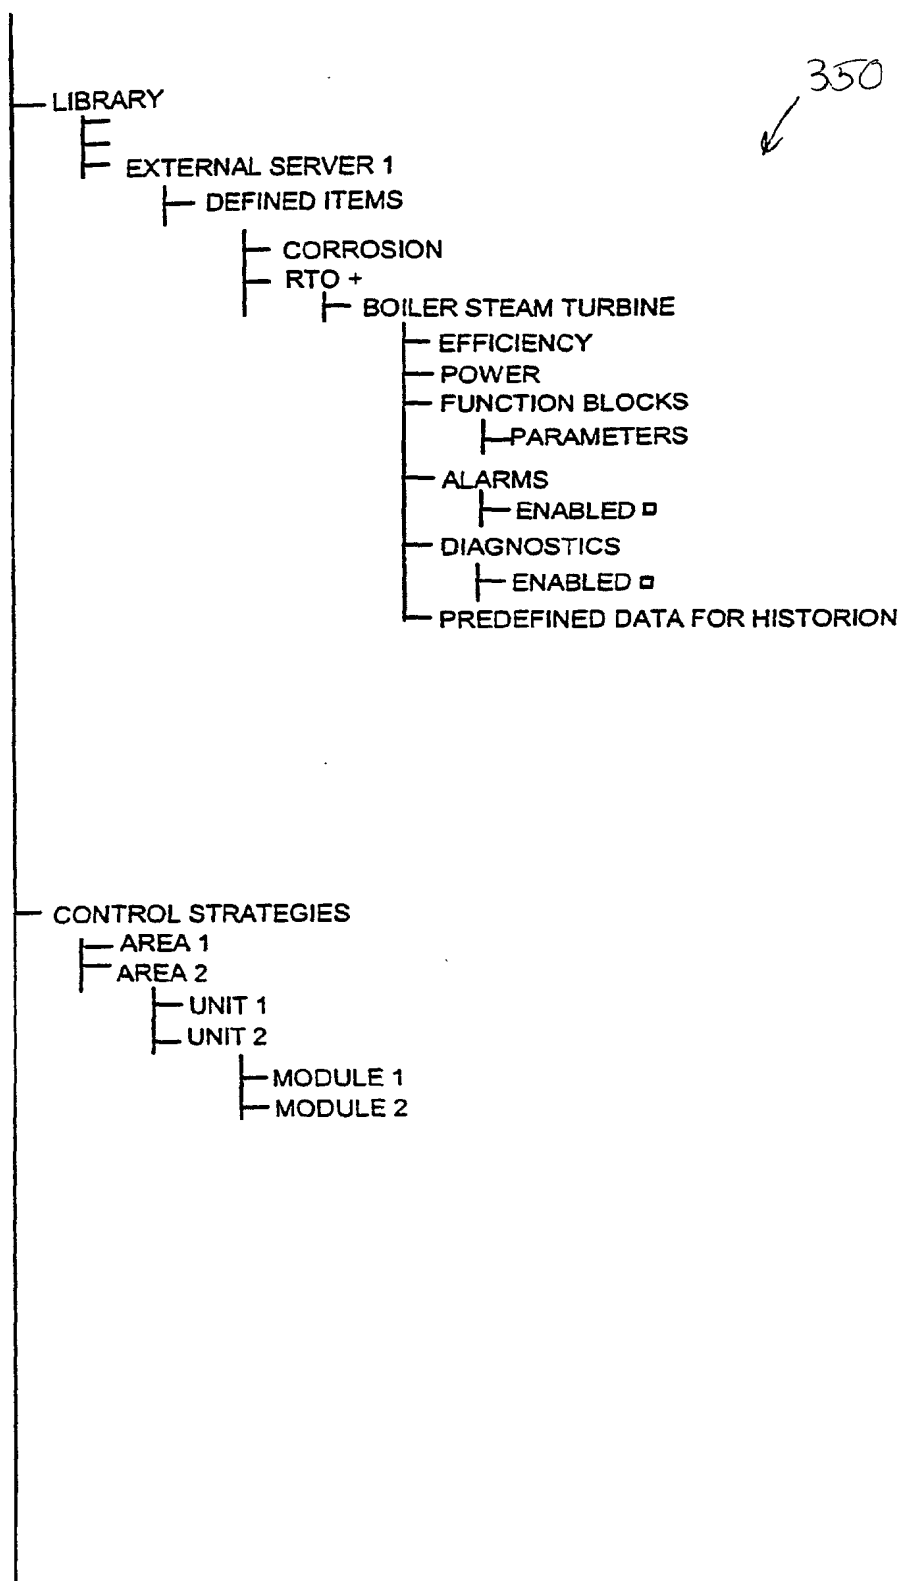 350
LIBRARY
EXTERNAL SERVER 1
DEFINED ITEMS
CORROSION
RTO +
BOILER STEAM TURBINE
EFFICIENCY
POWER
FUNCTION BLOCKS
PARAMETERS
ALARMS
ENABLED
DIAGNOSTICS
ENABLED
PREDEFINED DATA FOR HISTORION
CONTROL STRATEGIES
AREA 1
AREA 2
UNIT 1
UNIT 2
MODULE 1
MODULE 2